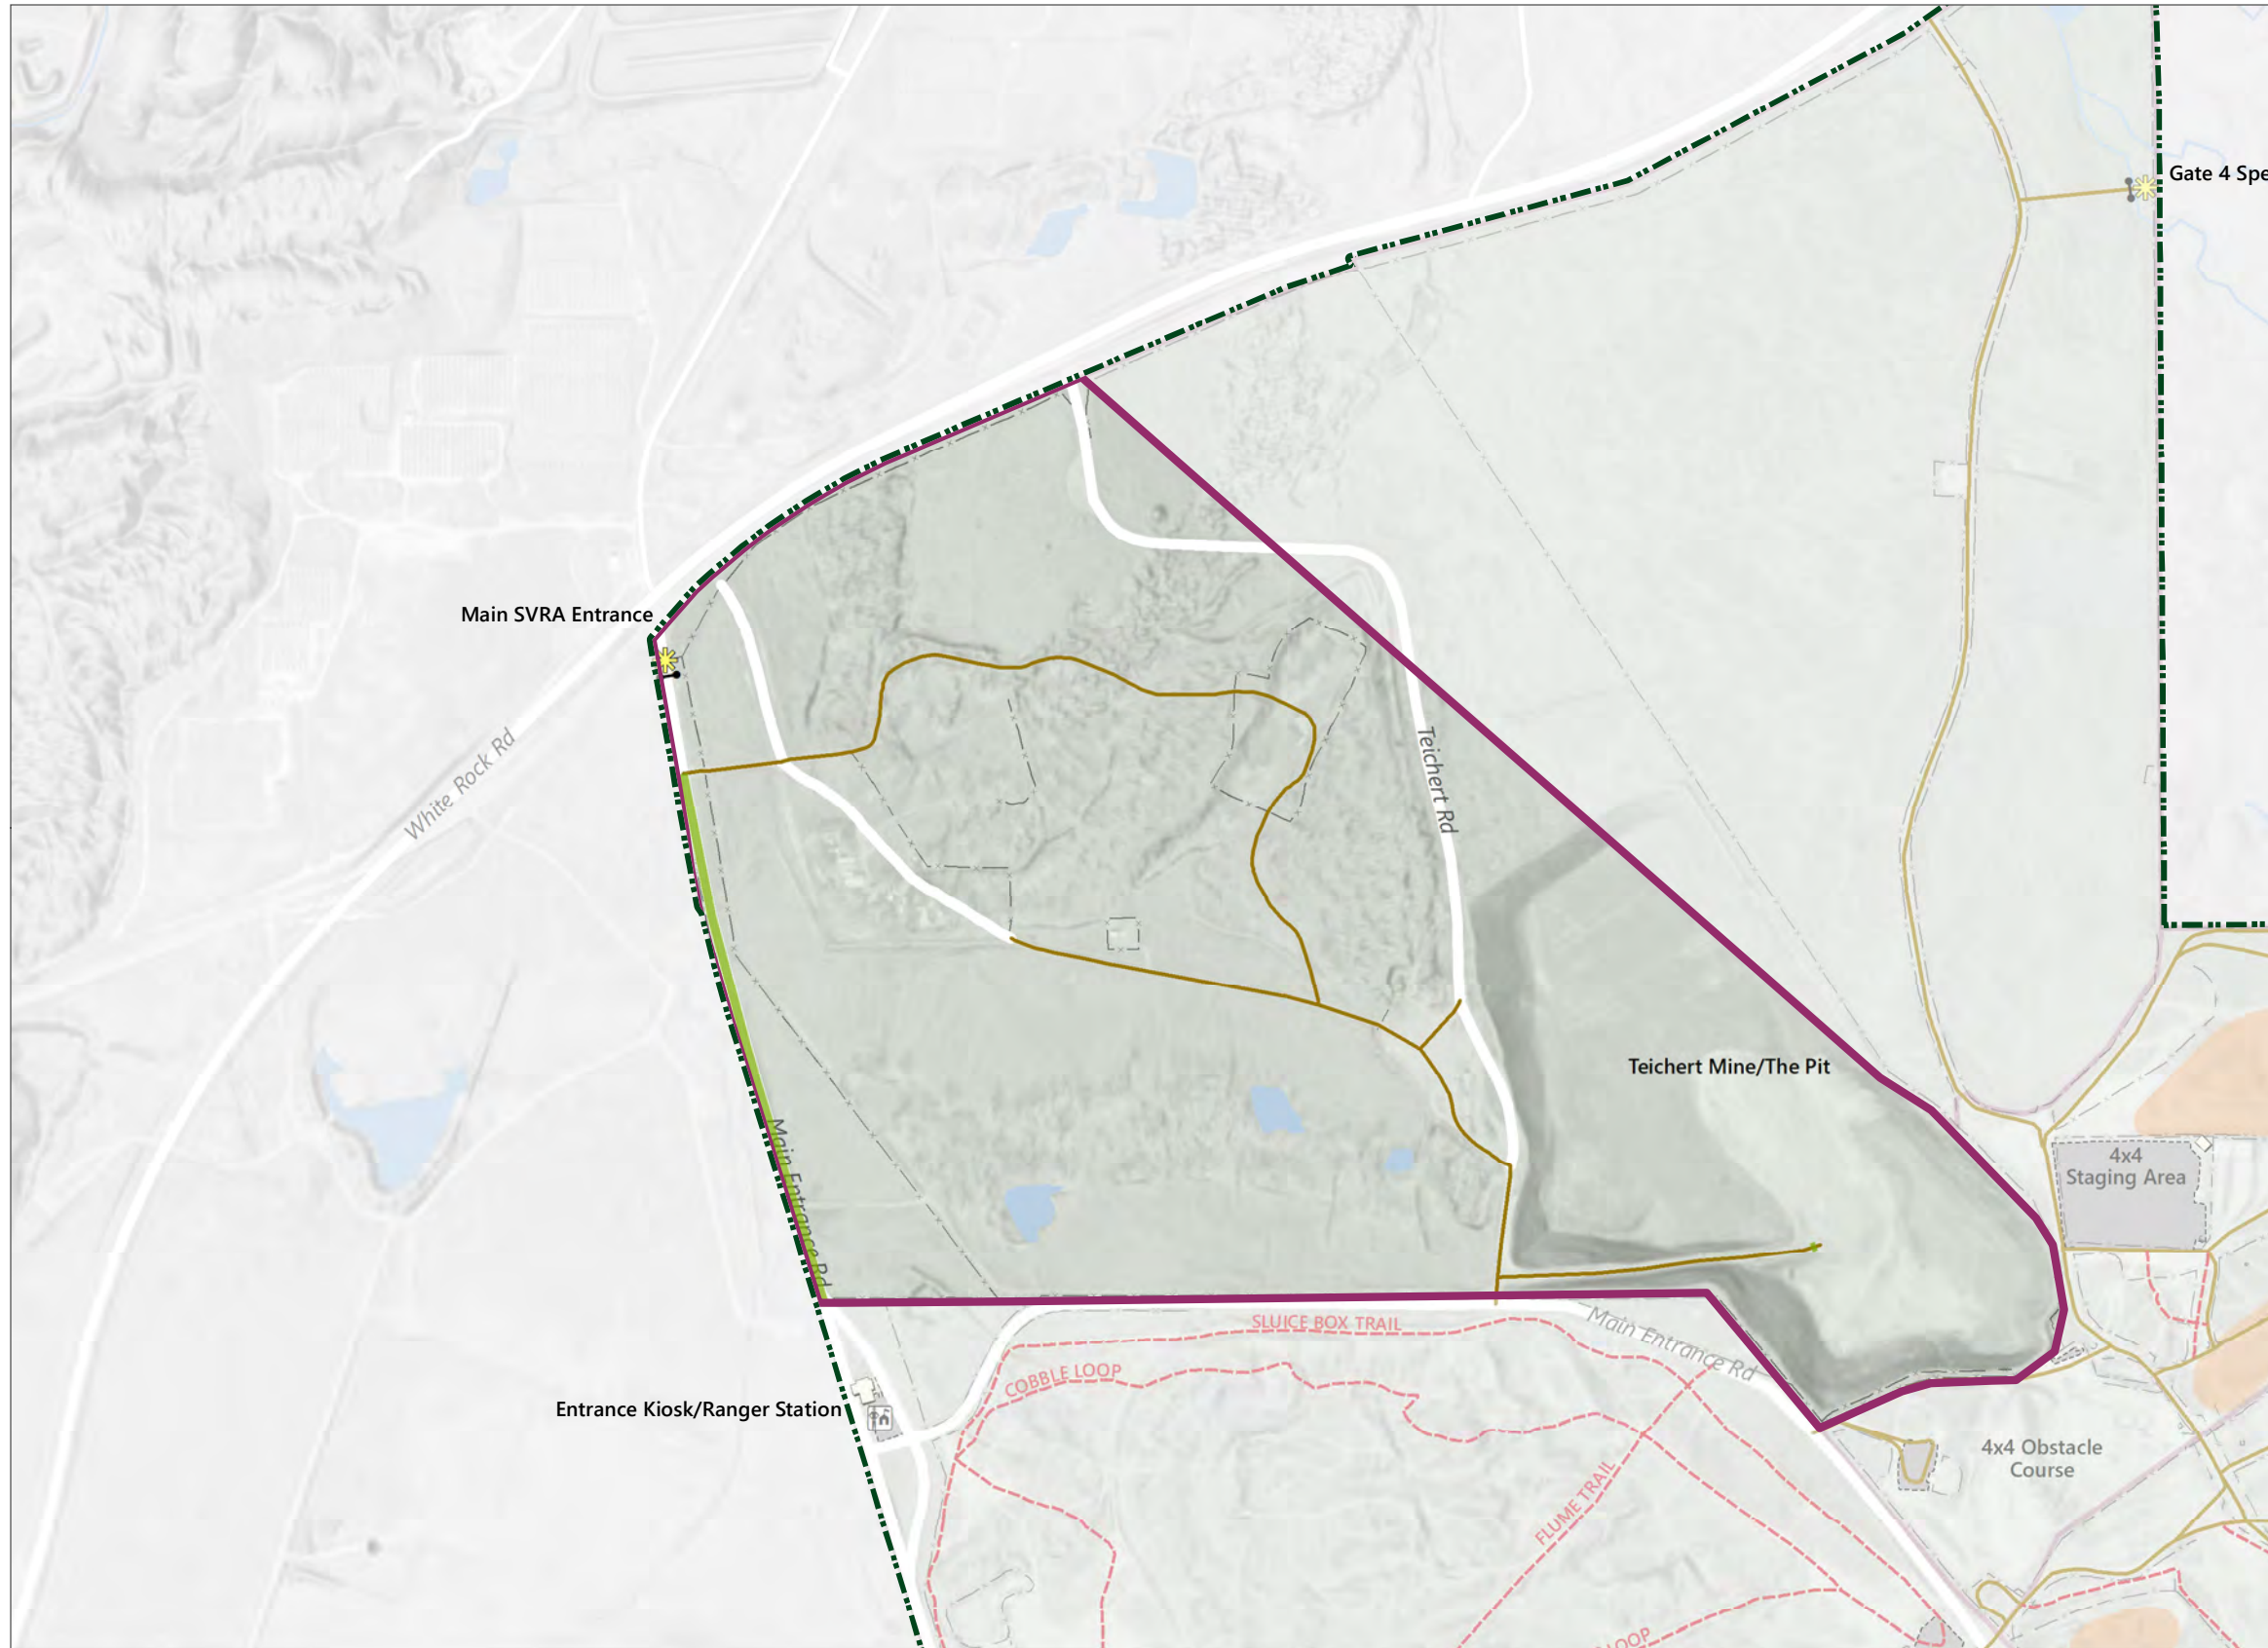 Gate 4 Spe
Main SVRA Entrance
White Rock Rd
Teichert Rd
Teichert Mine/The Pit
4x4
Staging Area
Main Entrance Rd
SLUICE BOX TRAIL
Main Entrance Rd
COBBLE LOOP
Entrance Kiosk/Ranger Station
4x4 Obstacle
Course
FLUME TRAIL
LOOP